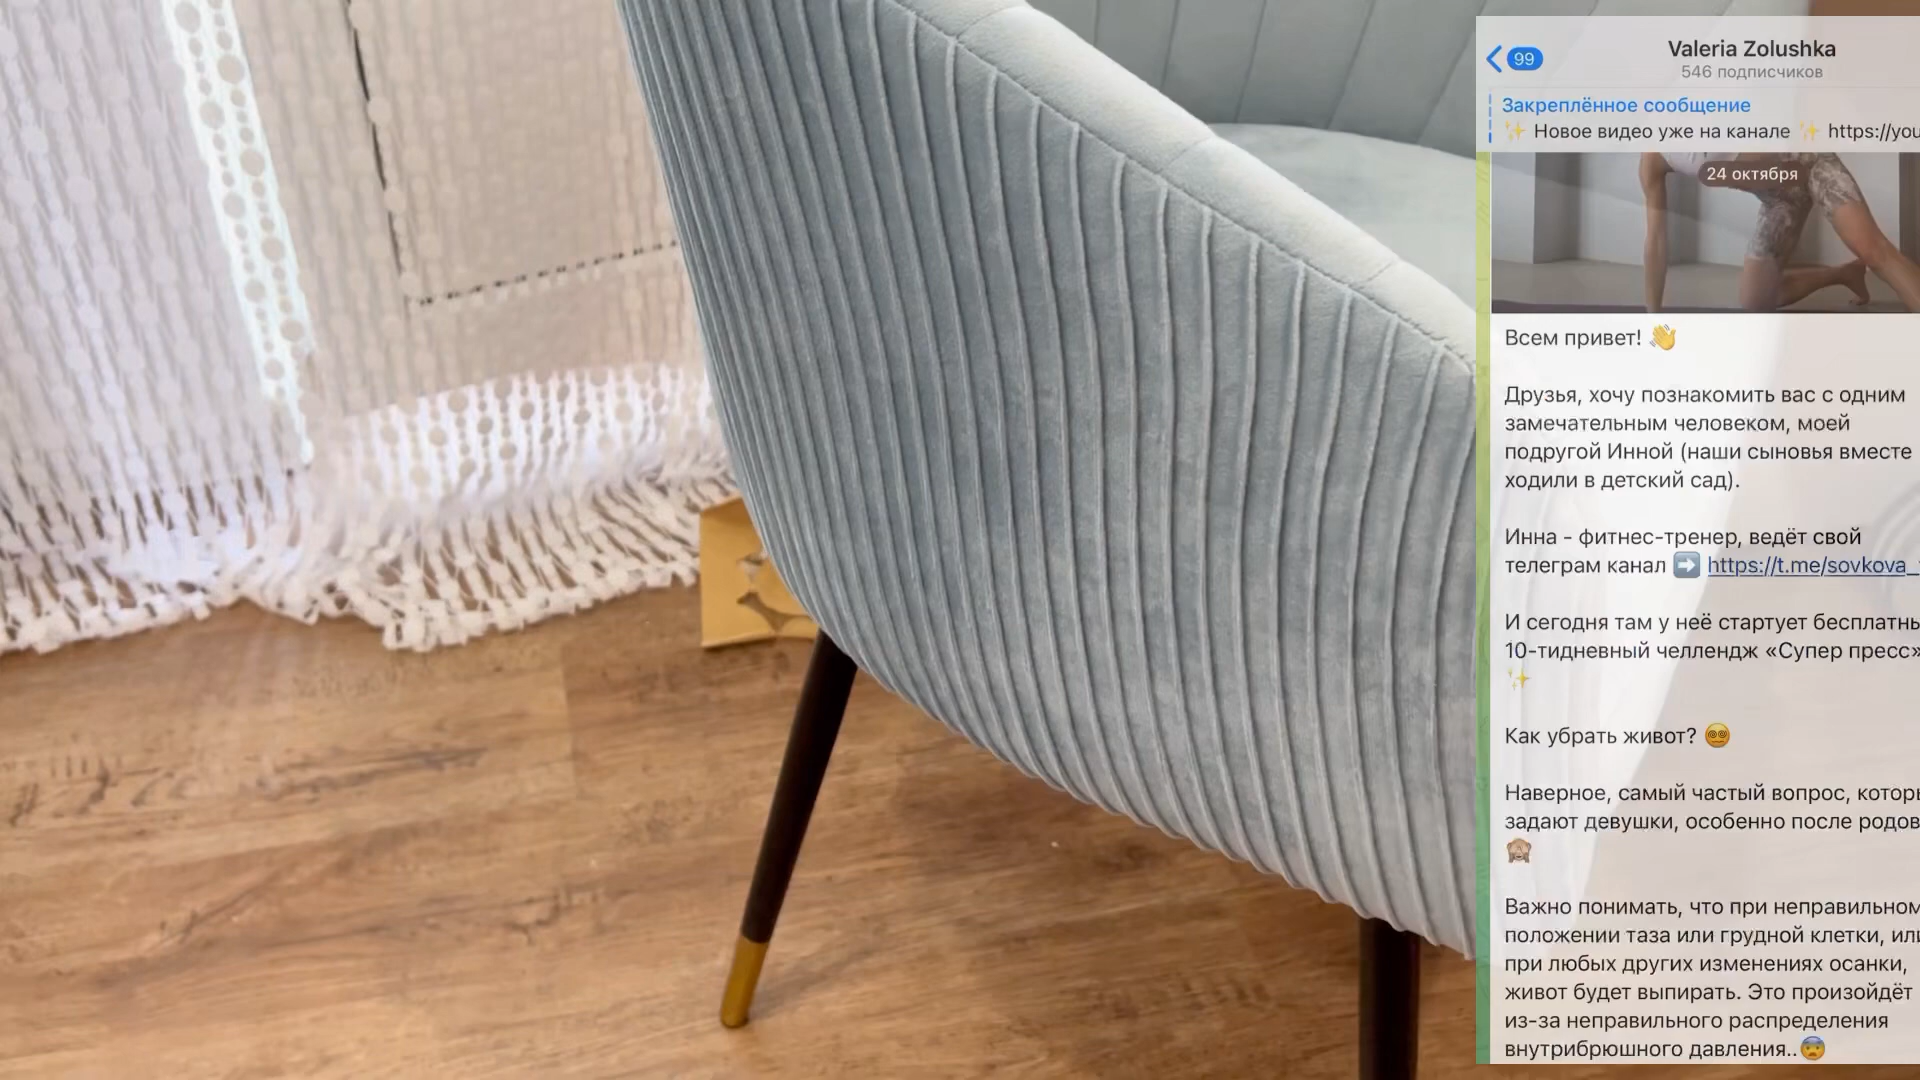 99
Valeria Zolushka
546 подписчиков
Закреплённое сообщение
✨ Новое видео уже на канале ✨ https://you
24 октября
Всем привет! 👋
Друзья, хочу познакомить вас с одним
замечательным человеком, моей
подругой Инной (наши сыновья вместе
ходили в детский сад).
Инна - фитнес-тренер, ведёт свой
телеграм канал ➡️ https://t.me/sovkova_
И сегодня там у неё стартует бесплатны
10-тидневный челлендж «Супер пресс»
✨
Как убрать живот? 😵‍💫
Наверное, самый частый вопрос, которы
задают девушки, особенно после родов
🙈
Важно понимать, что при неправильном
положении таза или грудной клетки, или
при любых других изменениях осанки,
живот будет выпирать. Это произойдёт
из-за неправильного распределения
внутрибрюшного давления..😨